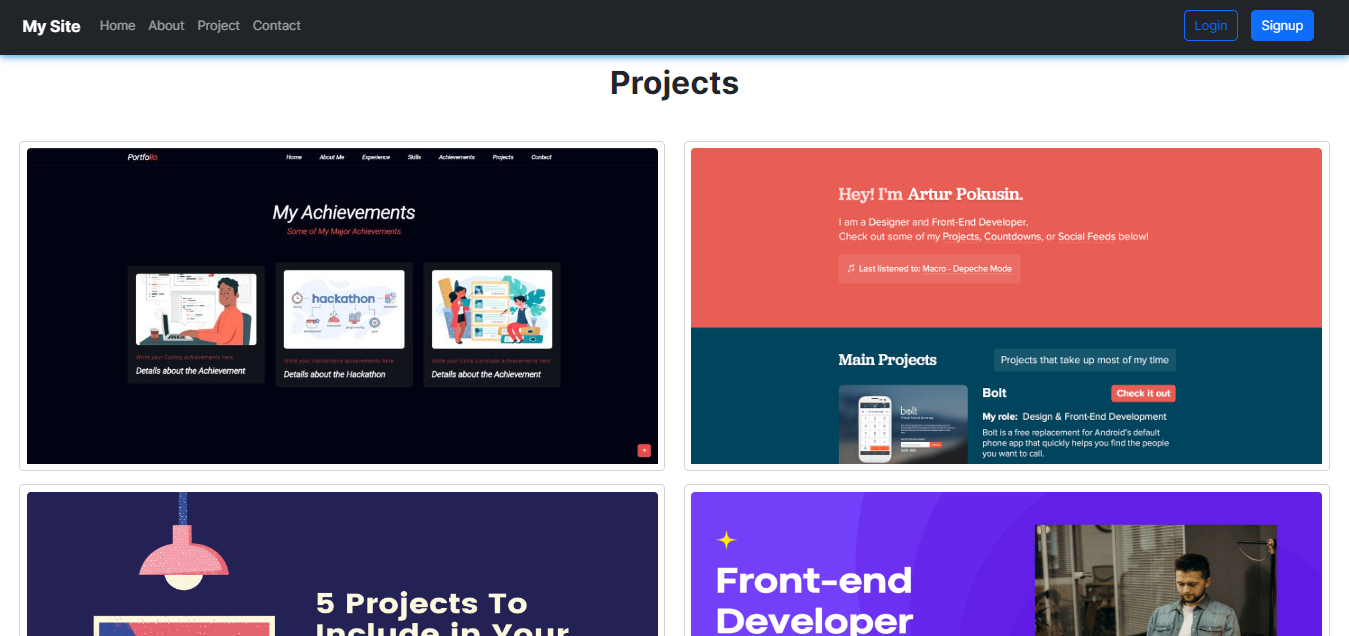 My Site Home About Project Contact Login Signup
Projects
Portfolio Home About Me Experience Skills Achievements Projects Contact
My Achievements
Some of My Major Achievements
hackathon
Write your Coding achievements here
Details about the Achievement
Write your Hackathons achievements here
Details about the Hackathon
Write your Extra curricular achievements here
Details about the Achievement
Hey! I'm Artur Pokusin.
I am a Designer and Front-End Developer.
Check out some of my Projects, Countdowns, or Social Feeds below!
Last listened to: Macro - Depeche Mode
Main Projects Projects that take up most of my time
bolt
Bolt Check it out
My role: Design & Front-End Development
Bolt is a free replacement for Android's default
phone app that quickly helps you find the people
you want to call.
5 Projects To
Include in Your
Front-end
Developer